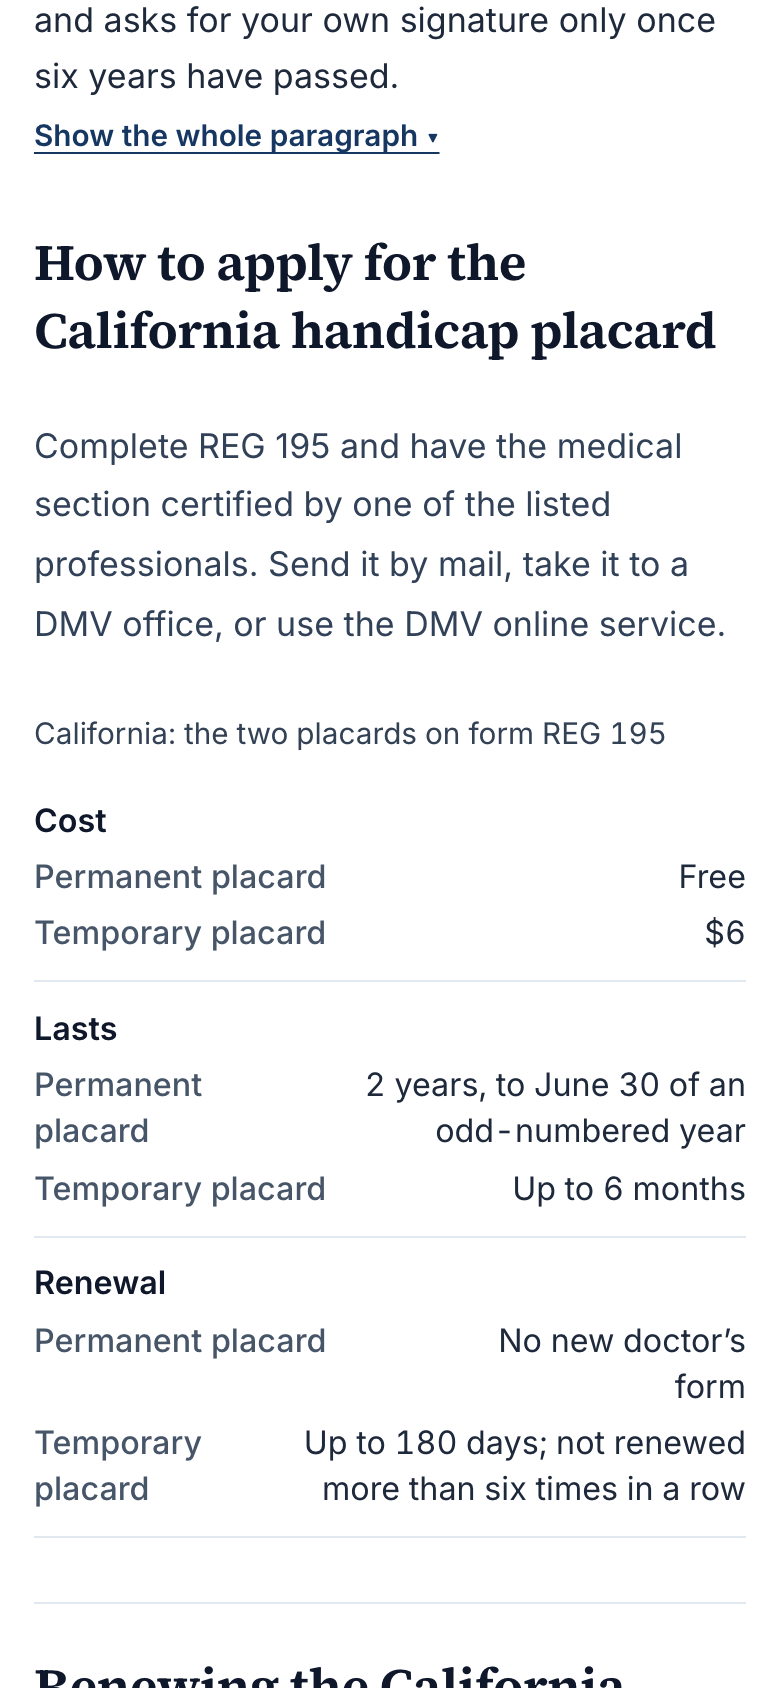 and asks for your own signature only once
six years have passed.
Show the whole paragraph ▾
How to apply for the
California handicap placard
Complete REG 195 and have the medical
section certified by one of the listed
professionals. Send it by mail, take it to a
DMV office, or use the DMV online service.
California: the two placards on form REG 195
Cost
Permanent placard Free
Temporary placard $6
Lasts
Permanent 2 years, to June 30 of an
placard odd-numbered year
Temporary placard Up to 6 months
Renewal
Permanent placard No new doctor’s
form
Temporary Up to 180 days; not renewed
placard more than six times in a row
Renewing the California